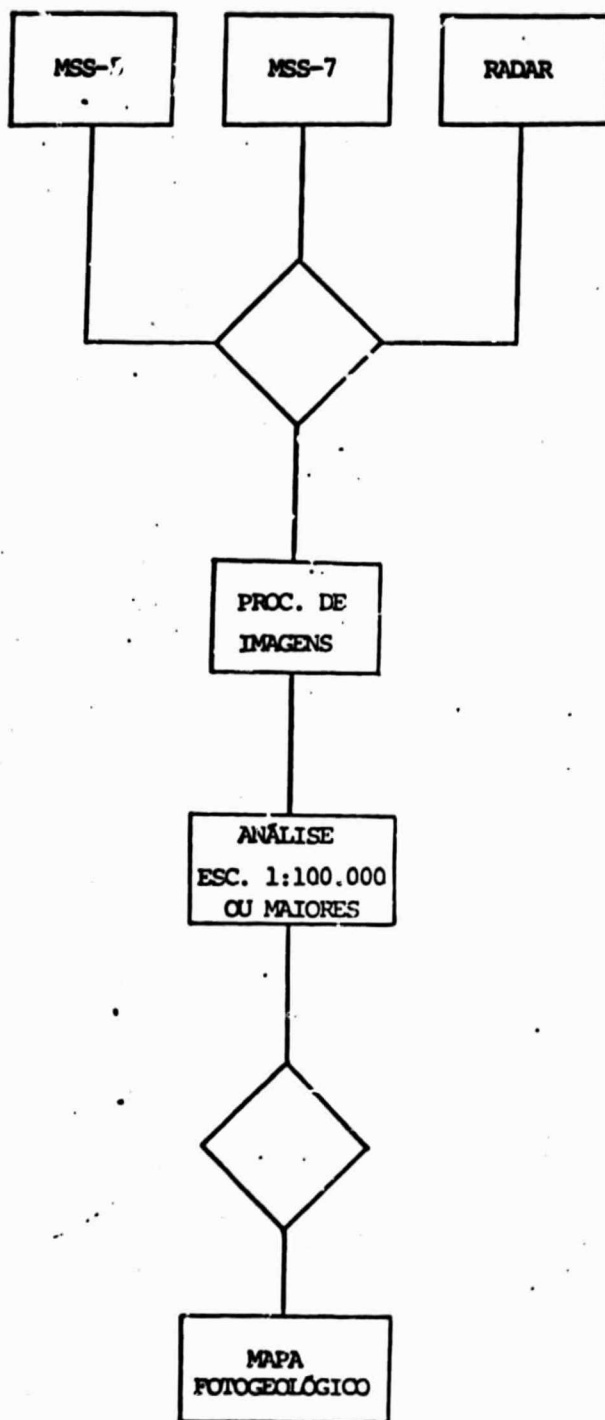 MSS-5
MSS-7
RADAR
PROC. DE
IMAGENS
ANÁLISE
ESC. 1:100.000
OU MAIORES
MAPA
FOTOGEOLÓGICO